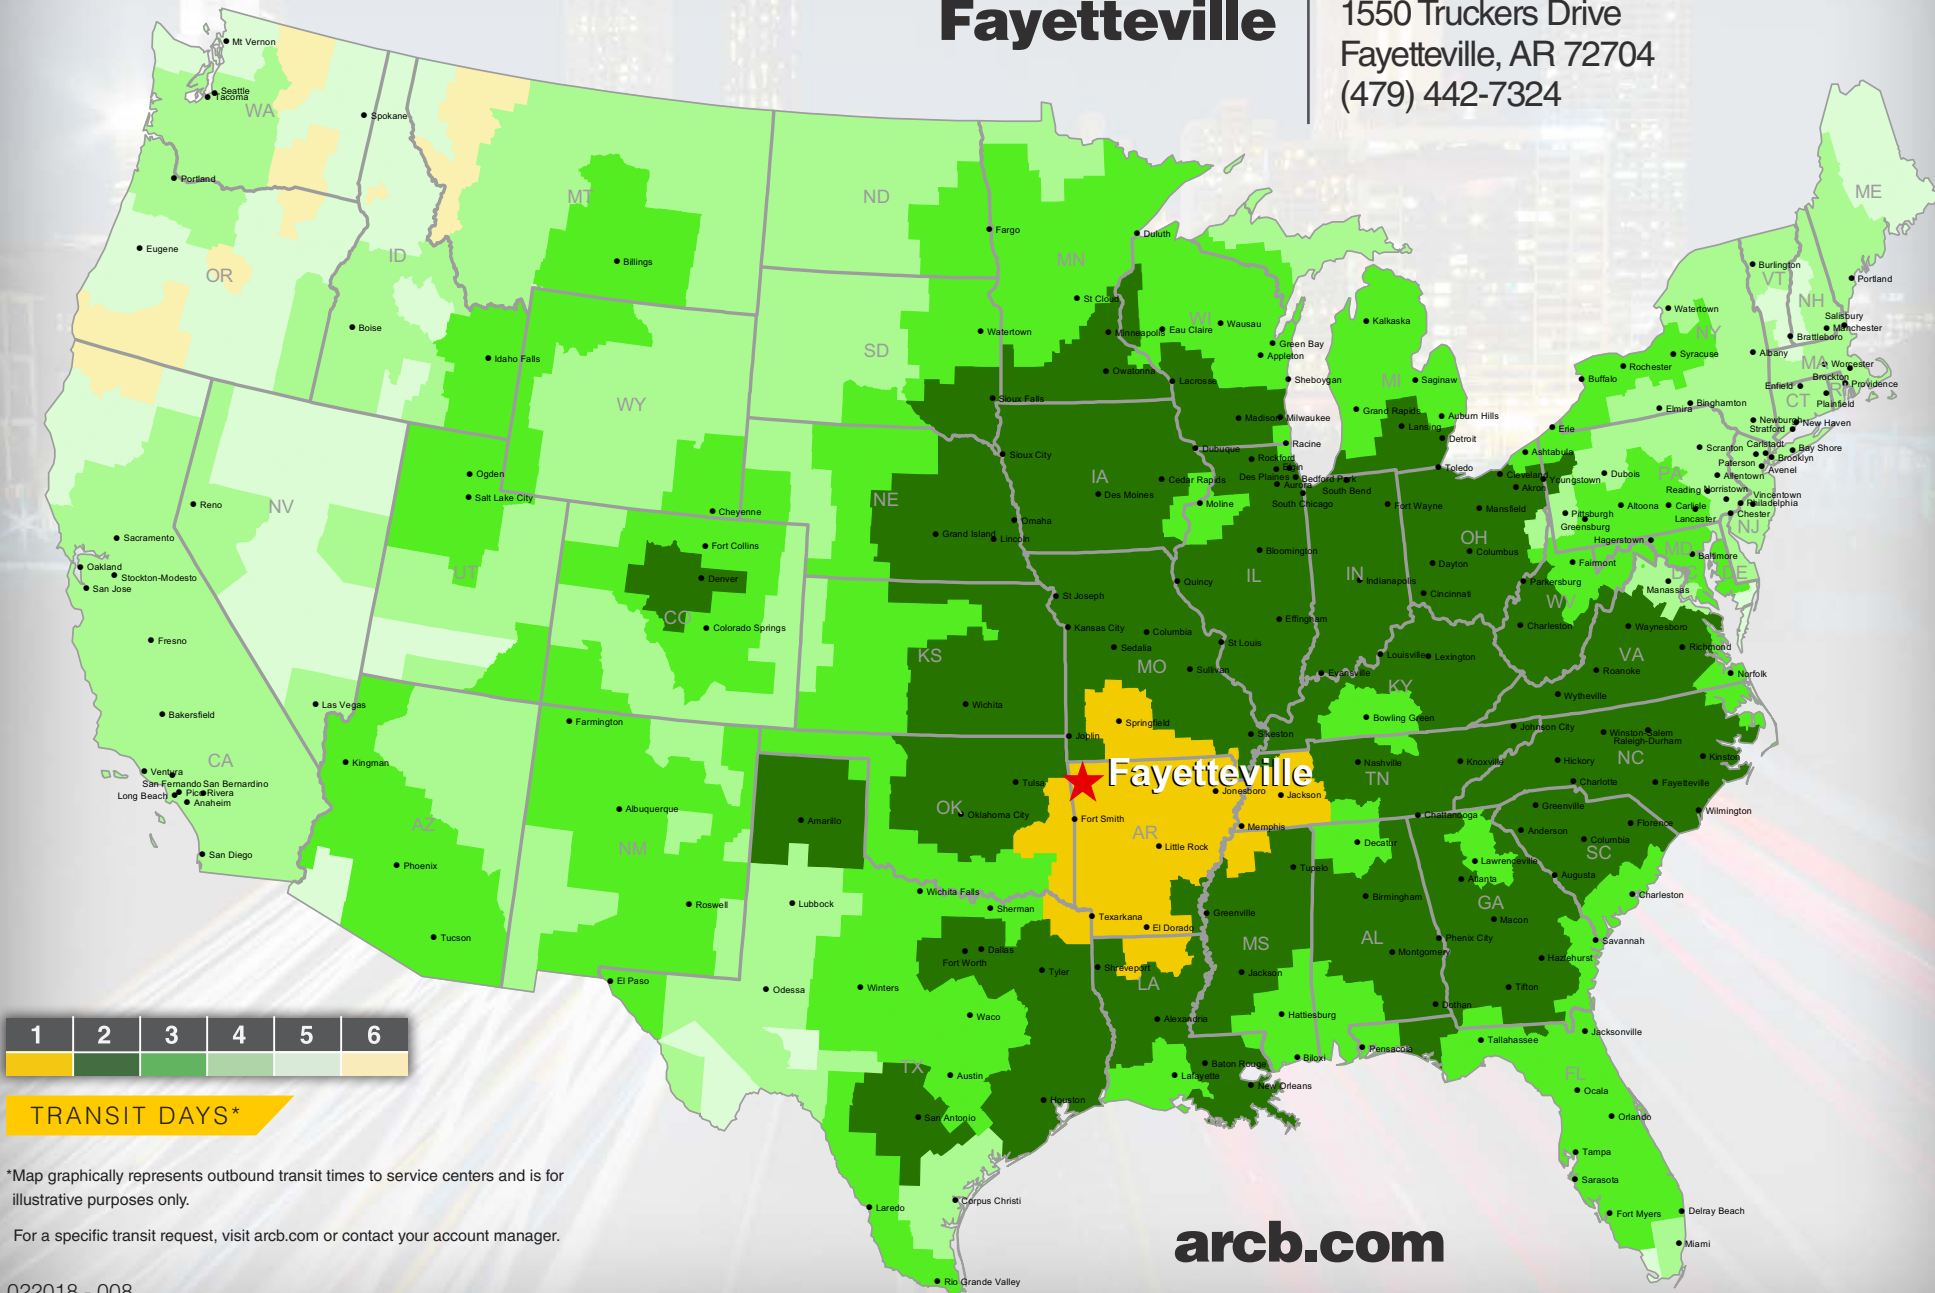 Fayetteville
1550 Truckers Drive
Fayetteville, AR 72704
(479) 442-7324
Mt Vernon
Seattle
Tacoma
WA
Spokane
Portland
Eugene
OR
ID
Boise
Idaho Falls
MT
Billings
ND
Fargo
MN
Duluth
St Cloud
Minneapolis
Owatonna
SD
Watertown
Sioux Falls
WY
Cheyenne
WI
Eau Claire
Wausau
Green Bay
Appleton
Lacrosse
Sheboygan
Madison
Milwaukee
Racine
MI
Kalkaska
Saginaw
Grand Rapids
Lansing
Auburn Hills
Detroit
ME
Portland
Burlington
VT
NH
Salisbury
Manchester
Brattleboro
Watertown
NY
Syracuse
Rochester
Buffalo
Albany
MA
Worcester
Brockton
Enfield
RI
Providence
CT
Plainfield
Elmira
Binghamton
Newburgh
New Haven
Stratford
Erie
Scranton
Carlstadt
Bay Shore
Paterson
Brooklyn
Avenel
Allentown
PA
Dubois
Reading
Norristown
Vincentown
Philadelphia
Chester
Altoona
Carlisle
Lancaster
Pittsburgh
Greensburg
NJ
Hagerstown
MD
Baltimore
DC
DE
Manassas
Fairmont
WV
Parkersburg
Charleston
Ashtabula
Cleveland
Youngstown
Akron
Toledo
Mansfield
OH
Columbus
Dayton
Cincinnati
Fort Wayne
South Bend
IN
Indianapolis
Evansville
Dubuque
Rockford
Elgin
Des Plaines
Bedford Park
Aurora
South Chicago
Moline
Bloomington
IL
Quincy
Effingham
IA
Sioux City
Cedar Rapids
Des Moines
NE
Omaha
Grand Island
Lincoln
Ogden
Salt Lake City
UT
NV
Reno
Las Vegas
Sacramento
Oakland
Stockton-Modesto
San Jose
Fresno
Bakersfield
CA
Ventura
San Fernando
San Bernardino
Pico Rivera
Long Beach
Anaheim
San Diego
Fort Collins
Denver
CO
Colorado Springs
KS
Wichita
St Joseph
Kansas City
Columbia
Sedalia
St Louis
MO
Sullivan
Springfield
Joplin
Sikeston
Louisville
Lexington
KY
Bowling Green
Waynesboro
Richmond
VA
Roanoke
Norfolk
Wytheville
Johnson City
Winston-Salem
Raleigh-Durham
NC
Hickory
Kinston
Charlotte
Fayetteville
Wilmington
Nashville
TN
Knoxville
Jackson
Memphis
Chattanooga
Greenville
Anderson
Florence
Columbia
SC
Charleston
Kingman
AZ
Phoenix
Tucson
Farmington
Albuquerque
NM
Roswell
Amarillo
Tulsa
OK
Oklahoma City
Fayetteville
Jonesboro
Fort Smith
AR
Little Rock
Texarkana
El Dorado
Tupelo
Greenville
MS
Jackson
Hattiesburg
Biloxi
Decatur
Birmingham
AL
Montgomery
Dothan
Lawrenceville
Atlanta
Augusta
GA
Macon
Phenix City
Savannah
Hazlehurst
Tifton
Lubbock
Wichita Falls
Sherman
Dallas
Fort Worth
Tyler
El Paso
Odessa
Winters
Waco
TX
Austin
Houston
San Antonio
Corpus Christi
Laredo
Rio Grande Valley
Shreveport
LA
Alexandria
Baton Rouge
Lafayette
New Orleans
Pensacola
Tallahassee
Jacksonville
FL
Ocala
Orlando
Tampa
Sarasota
Fort Myers
Delray Beach
Miami
1 2 3 4 5 6
TRANSIT DAYS*
*Map graphically represents outbound transit times to service centers and is for
illustrative purposes only.
For a specific transit request, visit arcb.com or contact your account manager.
arcb.com
022018 - 008